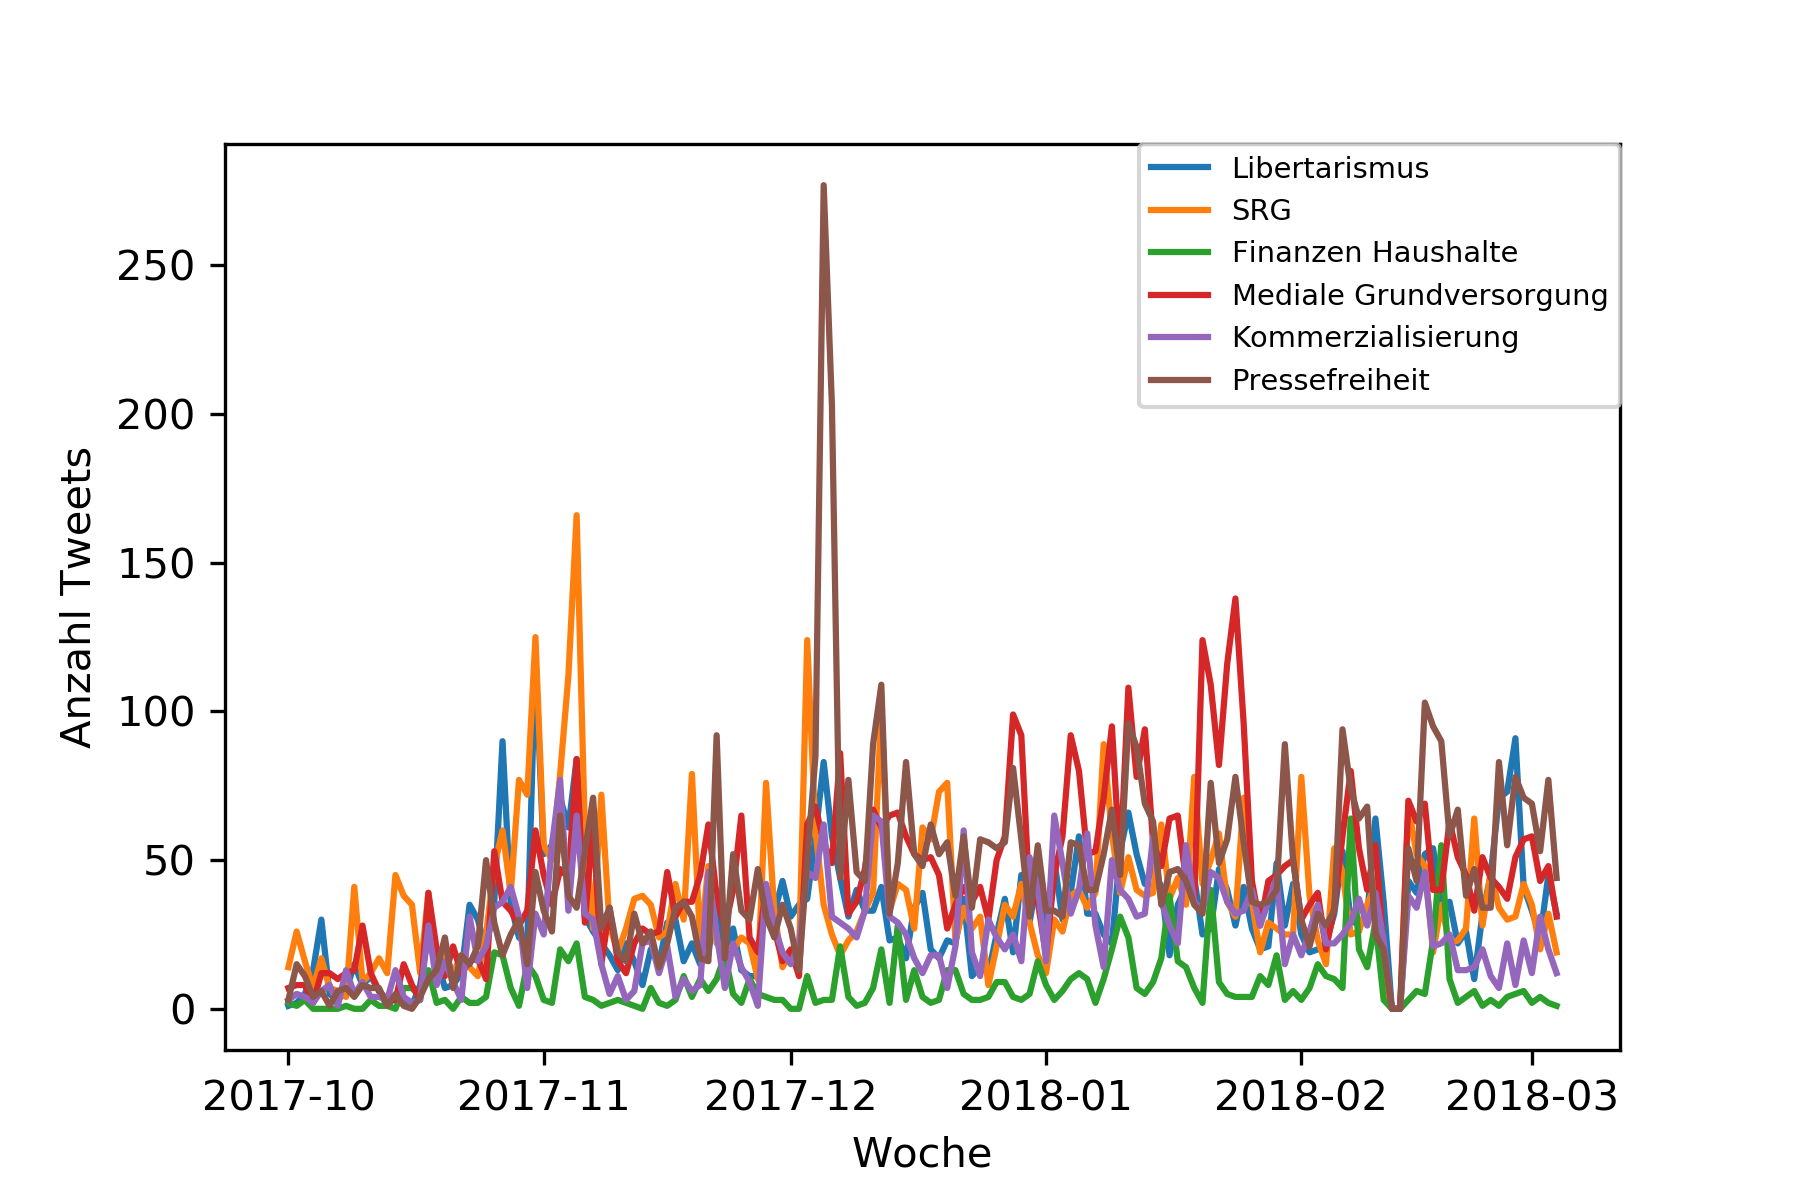 Libertarismus
SRG
Finanzen Haushalte
Mediale Grundversorgung
Kommerzialisierung
Pressefreiheit
250
200
150
100
50
0
Anzahl Tweets
2017-10
2017-11
2017-12
2018-01
2018-02
2018-03
Woche